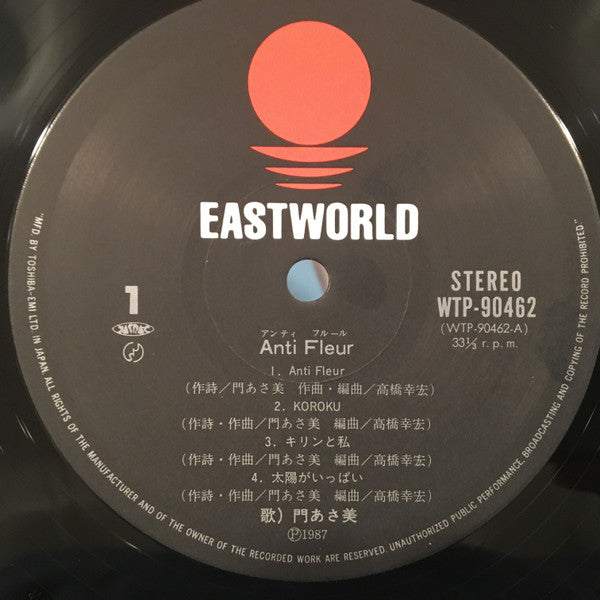 EASTWORLD
STEREO
WTP-90462
(WTP-90462-A)
33⅓ r. p. m.
1
アンティ フルール
Anti Fleur
1. Anti Fleur
(作詩／門あさ美 作曲・編曲／高橋幸宏)
2. KOROKU
(作詩・作曲／門あさ美 編曲／高橋幸宏)
3. キリンと私
(作詩・作曲／門あさ美 編曲／高橋幸宏)
4. 太陽がいっぱい
(作詩・作曲／門あさ美 編曲／高橋幸宏)
歌) 門あさ美
Ⓟ1987
"MFD. BY TOSHIBA-EMI LTD. IN JAPAN. ALL RIGHTS OF THE MANUFACTURER AND OF THE OWNER OF THE RECORDED WORK ARE RESERVED. UNAUTHORIZED PUBLIC PERFORMANCE, BROADCASTING AND COPYING OF THE RECORD PROHIBITED."